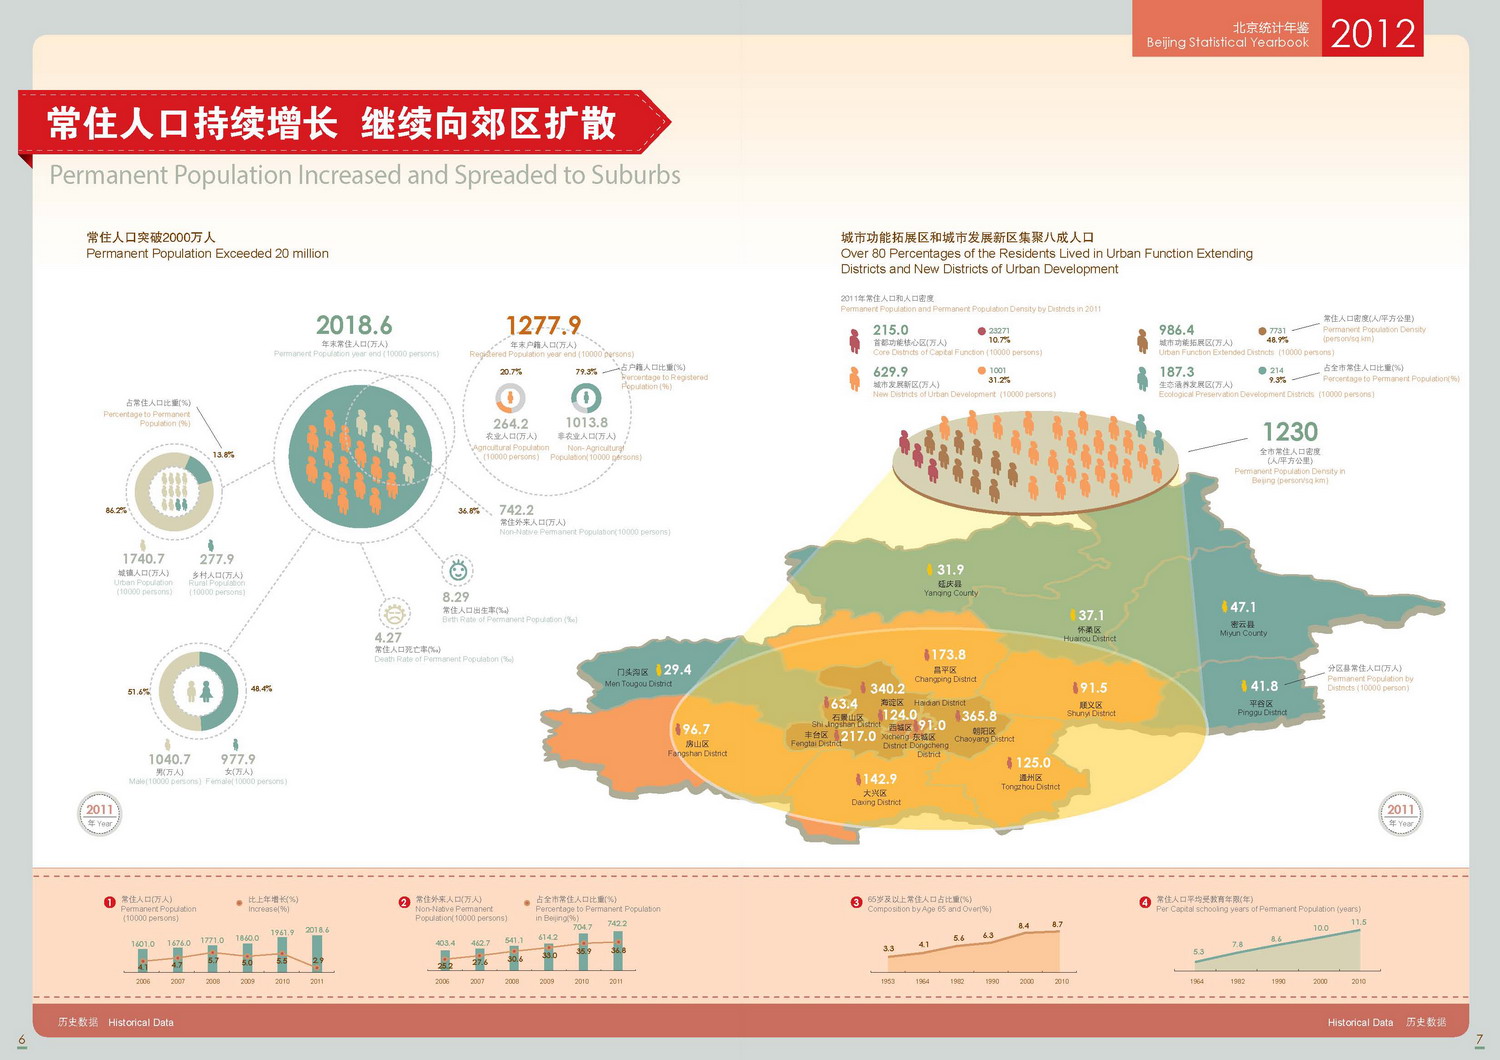 北京统计年鉴
Beijing Statistical Yearbook
2012
常住人口持续增长 继续向郊区扩散
Permanent Population Increased and Spreaded to Suburbs
常住人口突破2000万人
Permanent Population Exceeded 20 million
2018.6
年末常住人口(万人)
Permanent Population year end (10000 persons)
1277.9
年末户籍人口(万人)
Registered Population year end (10000 persons)
20.7%
79.3%
占户籍人口比重(%)
Percentage to Registered
Population (%)
264.2
农业人口(万人)
Agricultural Population
(10000 persons)
1013.8
非农业人口(万人)
Non- Agricultural
Population(10000 persons)
占常住人口比重(%)
Percentage to Permanent
Population (%)
13.8%
86.2%
1740.7
城镇人口(万人)
Urban Population
(10000 persons)
277.9
乡村人口(万人)
Rural Population
(10000 persons)
36.8%
742.2
常住外来人口(万人)
Non-Native Permanent Population(10000 persons)
8.29
常住人口出生率(‰)
Birth Rate of Permanent Population (‰)
4.27
常住人口死亡率(‰)
Death Rate of Permanent Population (‰)
51.6%
48.4%
1040.7
男(万人)
Male(10000 persons)
977.9
女(万人)
Female(10000 persons)
2011
年 Year
城市功能拓展区和城市发展新区集聚八成人口
Over 80 Percentages of the Residents Lived in Urban Function Extending
Districts and New Districts of Urban Development
2011年常住人口和人口密度
Permanent Population and Permanent Population Density by Districts in 2011
215.0
首都功能核心区(万人)
Core Districts of Capital Function (10000 persons)
23271
10.7%
986.4
城市功能拓展区(万人)
Urban Function Extended Districts (10000 persons)
7731
48.9%
常住人口密度(人/平方公里)
Permanent Population Density
(person/sq.km)
629.9
城市发展新区(万人)
New Districts of Urban Development (10000 persons)
1001
31.2%
187.3
生态涵养发展区(万人)
Ecological Preservation Development Districts (10000 persons)
214
9.3%
占全市常住人口比重(%)
Percentage to Permanent Population(%)
1230
全市常住人口密度
(人/平方公里)
Permanent Population Density in
Beijing (person/sq.km)
31.9
延庆县
Yanqing County
37.1
怀柔区
Huairou District
47.1
密云县
Miyun County
29.4
门头沟区
Men Tougou District
173.8
昌平区
Changping District
41.8
平谷区
Pinggu District
分区县常住人口(万人)
Permanent Population by
Districts (10000 person)
340.2
海淀区 Haidian District
91.5
顺义区
Shunyi District
63.4
石景山区
Shi Jingshan District
124.0
西城区
Xicheng
District
91.0
东城区
Dongcheng
District
365.8
朝阳区
Chaoyang District
96.7
房山区
Fangshan District
丰台区 217.0
Fengtai District
125.0
通州区
Tongzhou District
142.9
大兴区
Daxing District
2011
年 Year
1 常住人口(万人)
Permanent Population
(10000 persons)
比上年增长(%)
Increase(%)
1601.0 1676.0 1771.0 1860.0 1961.9 2018.6
4.1 4.7 5.7 5.0 5.5 2.9
2006 2007 2008 2009 2010 2011
2 常住外来人口(万人)
Non-Native Permanent
Population(10000 persons)
占全市常住人口比重(%)
Percentage to Permanent Population
in Beijing(%)
403.4 462.7 541.1 614.2 704.7 742.2
25.2 27.6 30.6 33.0 35.9 36.8
2006 2007 2008 2009 2010 2011
3 65岁及以上常住人口占比重(%)
Composition by Age 65 and Over(%)
3.3 4.1 5.6 6.3 8.4 8.7
1953 1964 1982 1990 2000 2010
4 常住人口平均受教育年限(年)
Per Capital schooling years of Permanent Population (years)
5.3 7.8 8.6 10.0 11.5
1964 1982 1990 2000 2010
历史数据 Historical Data
Historical Data 历史数据
6
7